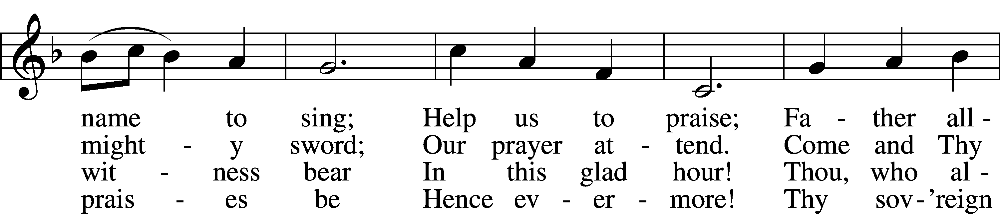 name to sing; Help us to praise; Fa - ther all -
might - y sword; Our prayer at - tend. Come and Thy
wit - ness bear In this glad hour! Thou, who al -
prais - es be Hence ev - er - more! Thy sov - ’reign